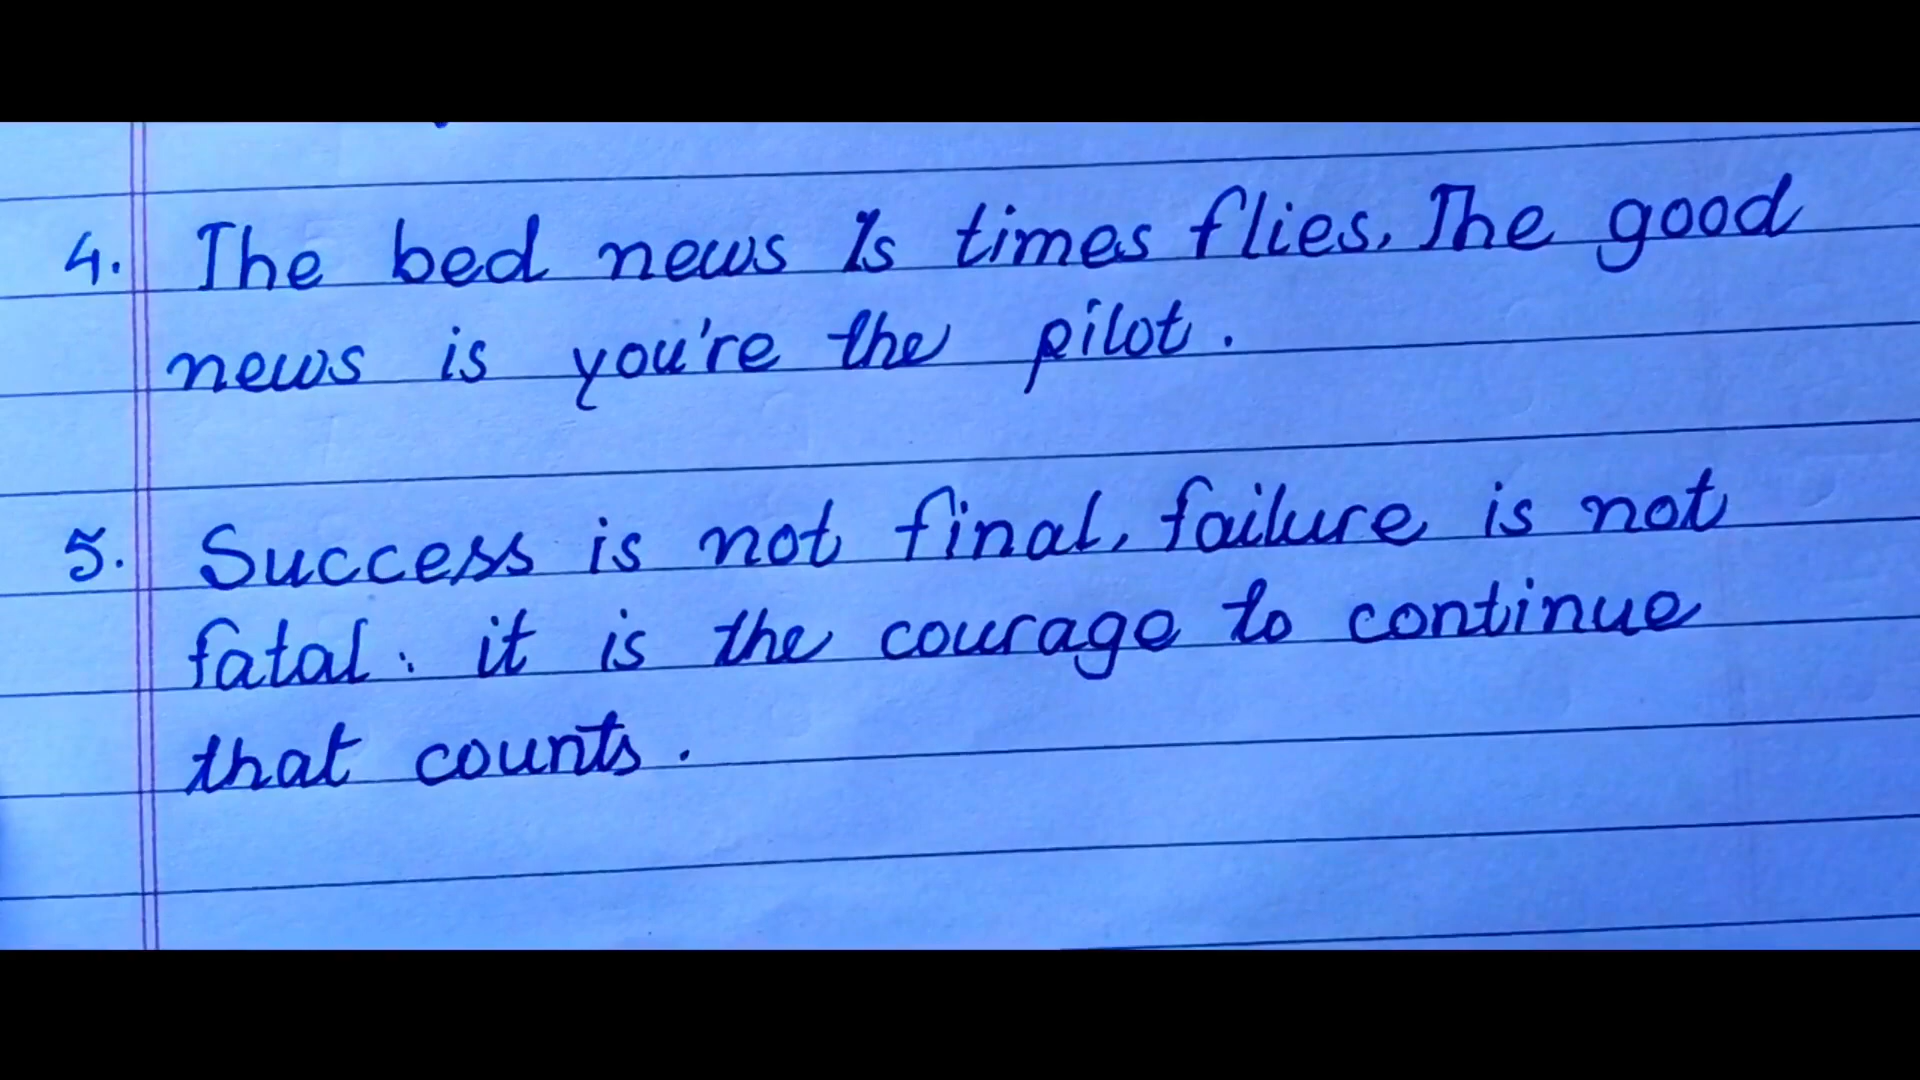 4. The bed news Is times flies. The good
news is you're the pilot.
5. Success is not final, failure is not
fatal. it is the courage to continue
that counts.